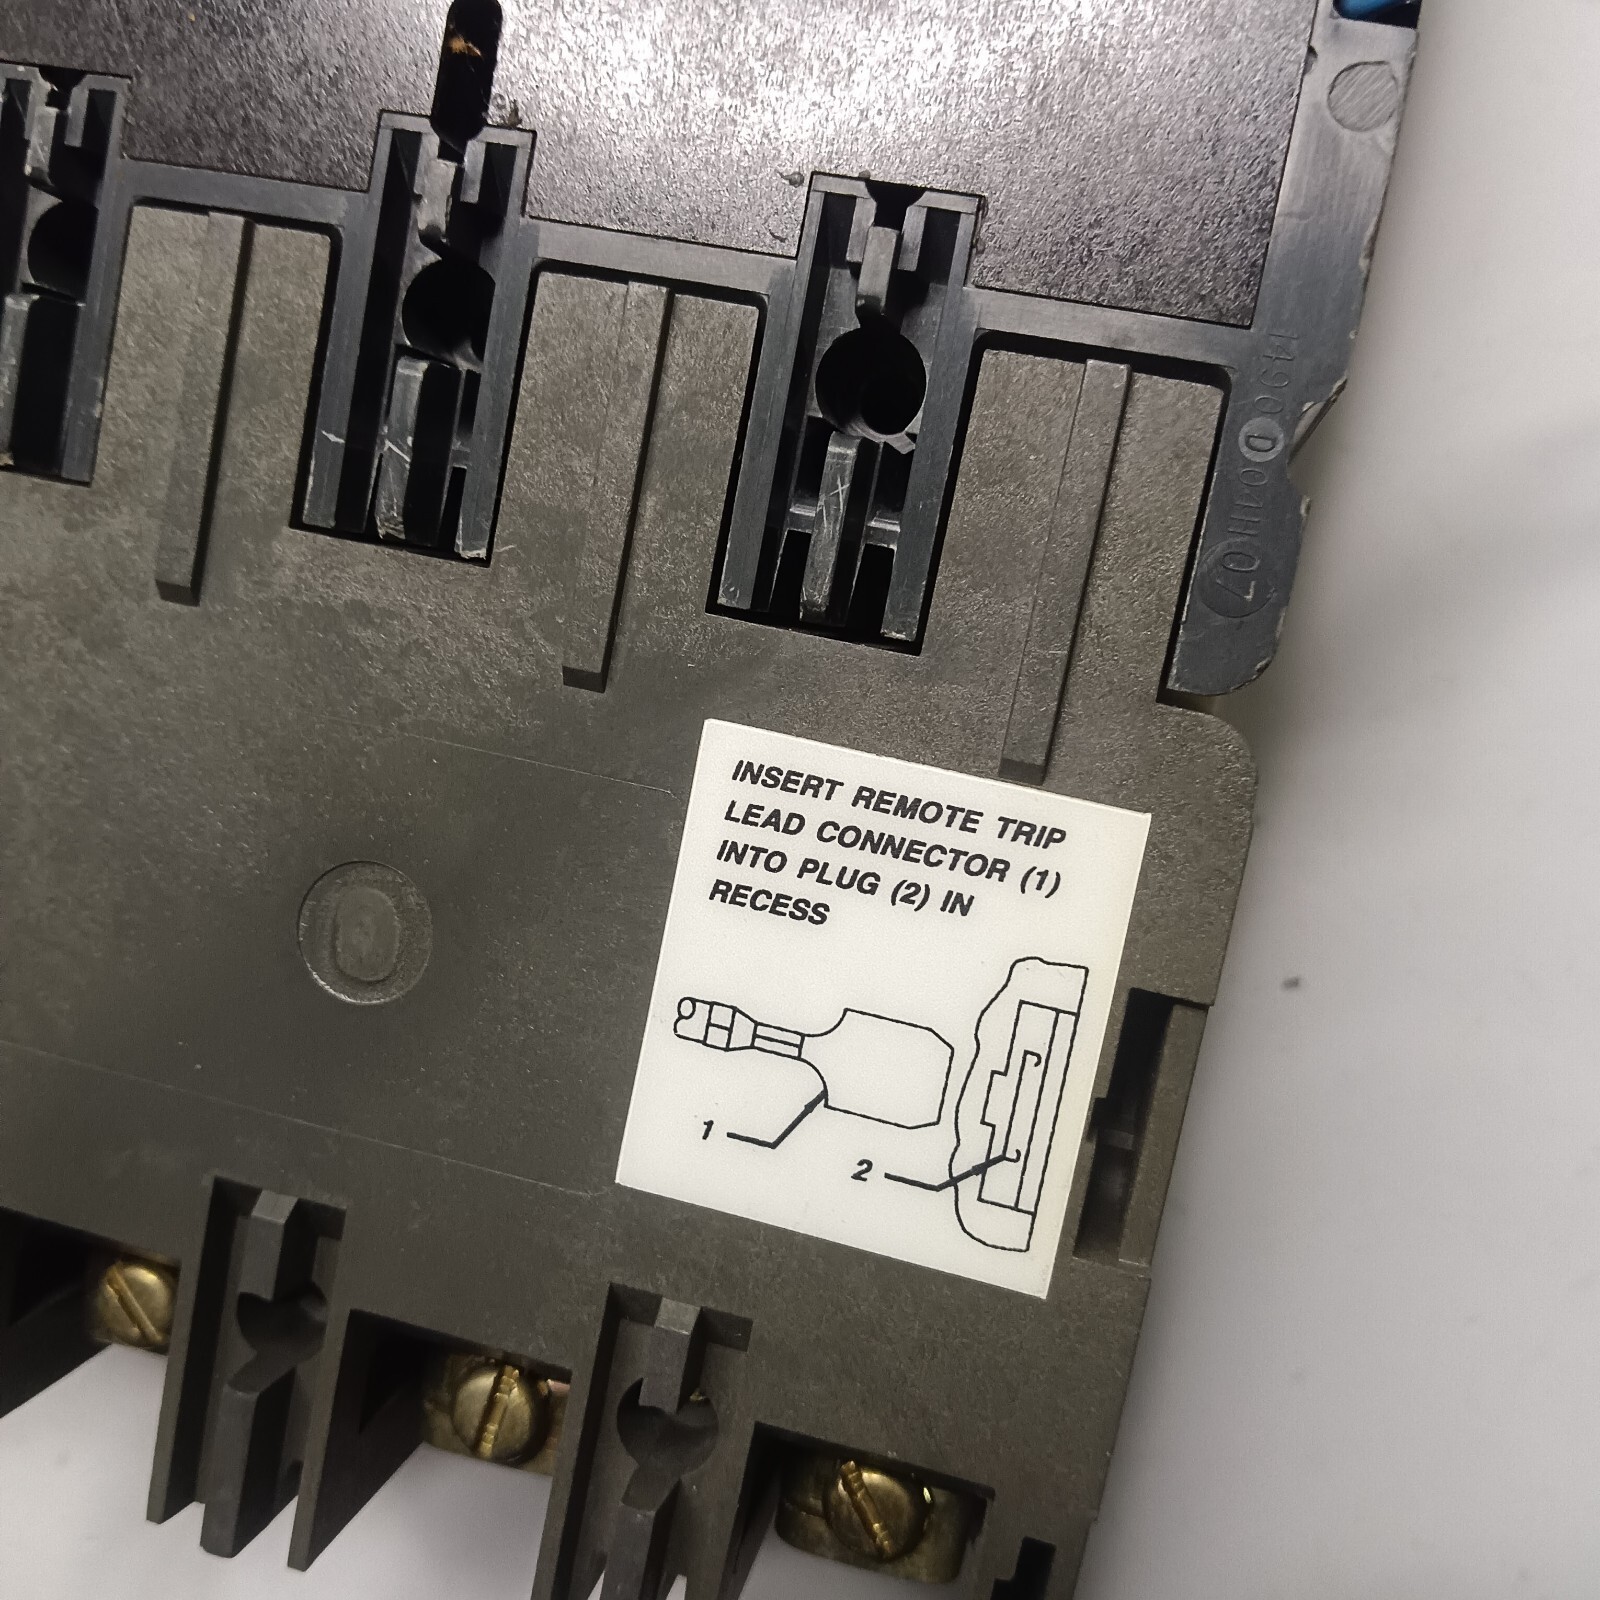 INSERT REMOTE TRIP
LEAD CONNECTOR (1)
INTO PLUG (2) IN
RECESS
1
2